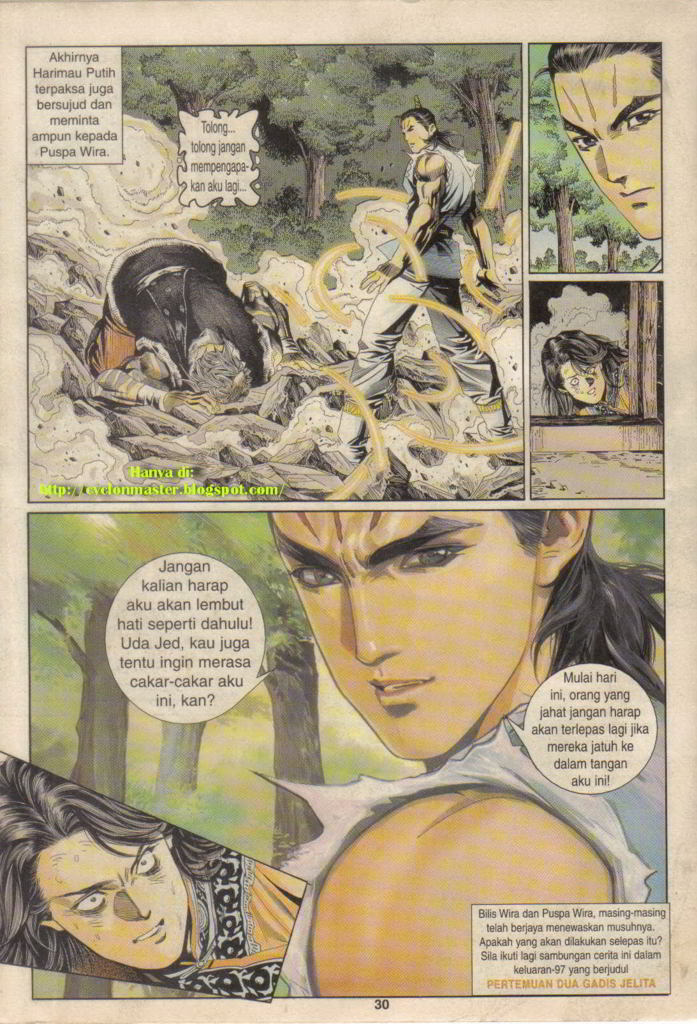 Akhirnya
Harimau Putih
terpaksa juga
bersujud dan
meminta
ampun kepada
Puspa Wira.
Tolong...
tolong jangan
mempengapa-
kan aku lagi...
Hanya di:
http://cyclonmaster.blogspot.com/
Jangan
kalian harap
aku akan lembut
hati seperti dahulu!
Uda Jed, kau juga
tentu ingin merasa
cakar-cakar aku
ini, kan?
Mulai hari
ini, orang yang
jahat jangan harap
akan terlepas lagi jika
mereka jatuh ke
dalam tangan
aku ini!
Bilis Wira dan Puspa Wira, masing-masing
telah berjaya menewaskan musuhnya.
Apakah yang akan dilakukan selepas itu?
Sila ikuti lagi sambungan cerita ini dalam
keluaran-97 yang berjudul
PERTEMUAN DUA GADIS JELITA
30